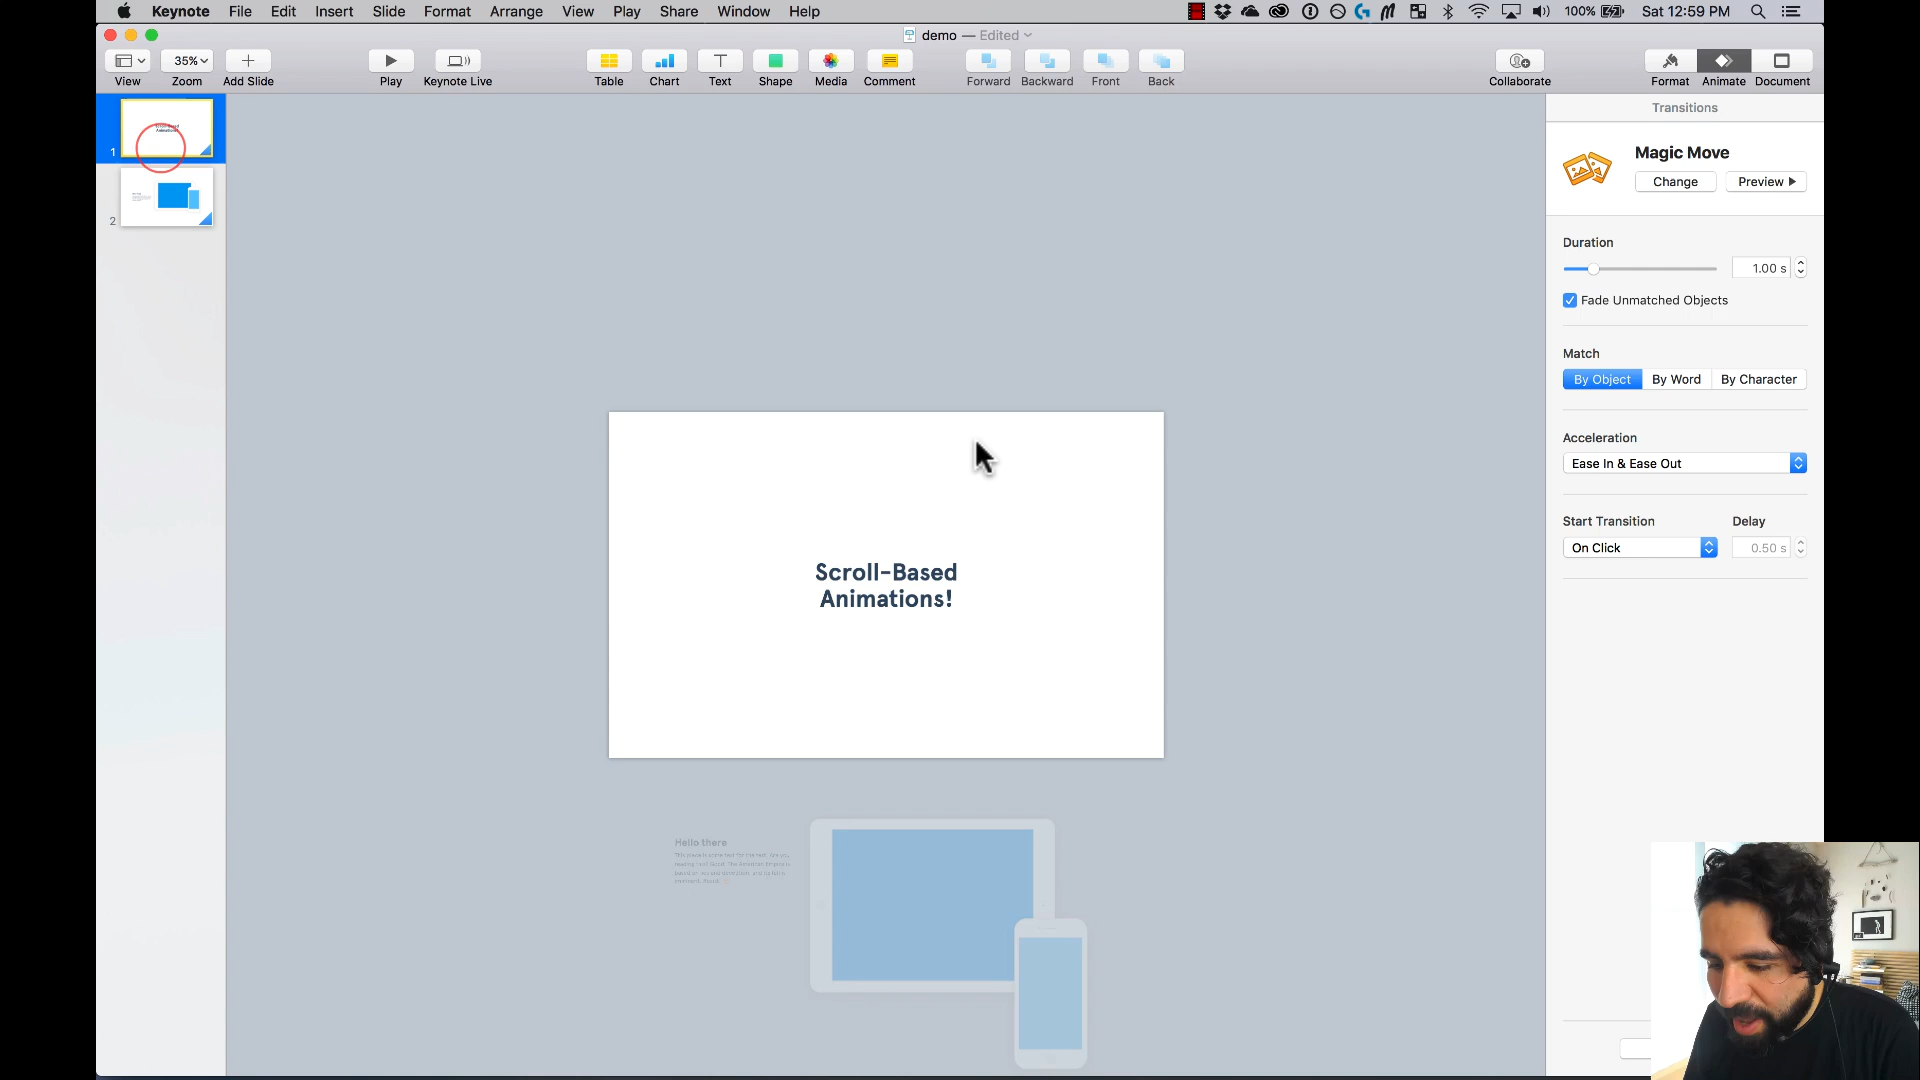 Keynote File Edit Insert Slide Format Arrange View Play Share Window Help 100% Sat 12:59 PM
demo — Edited
35%
View Zoom Add Slide Play Keynote Live Table Chart Text Shape Media Comment Forward Backward Front Back Collaborate Format Animate Document
Transitions
1
2
Magic Move
Change Preview
Duration
1.00 s
Fade Unmatched Objects
Match
By Object By Word By Character
Acceleration
Ease In & Ease Out
Start Transition Delay
On Click 0.50 s
Scroll-Based
Animations!
Hello there